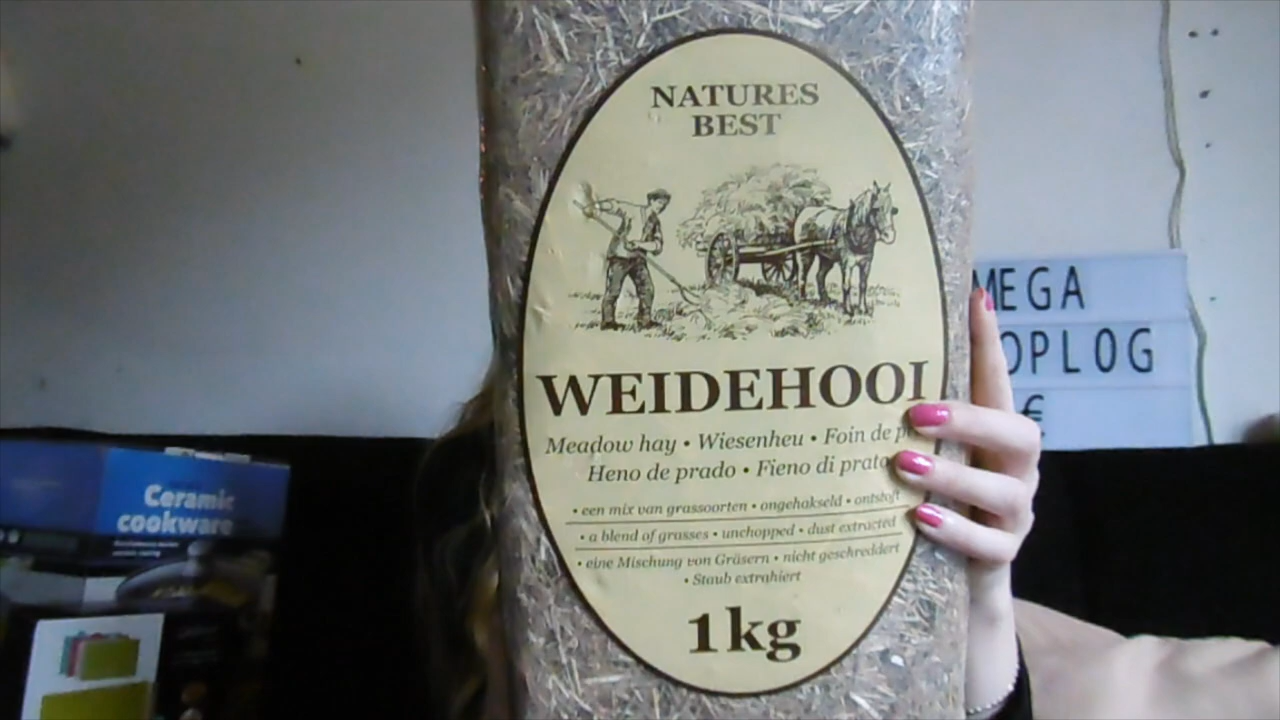 NATURES
BEST
WEIDEHOOI
Meadow hay • Wiesenheu • Foin de p
Heno de prado • Fieno di prato
• een mix van grassoorten • ongehakseld • ontstoft
• a blend of grasses • unchopped • dust extracted
• eine Mischung von Gräsern • nicht geschreddert
• Staub extrahiert
1kg
MEGA
OPLOG
€
Ceramic
cookware